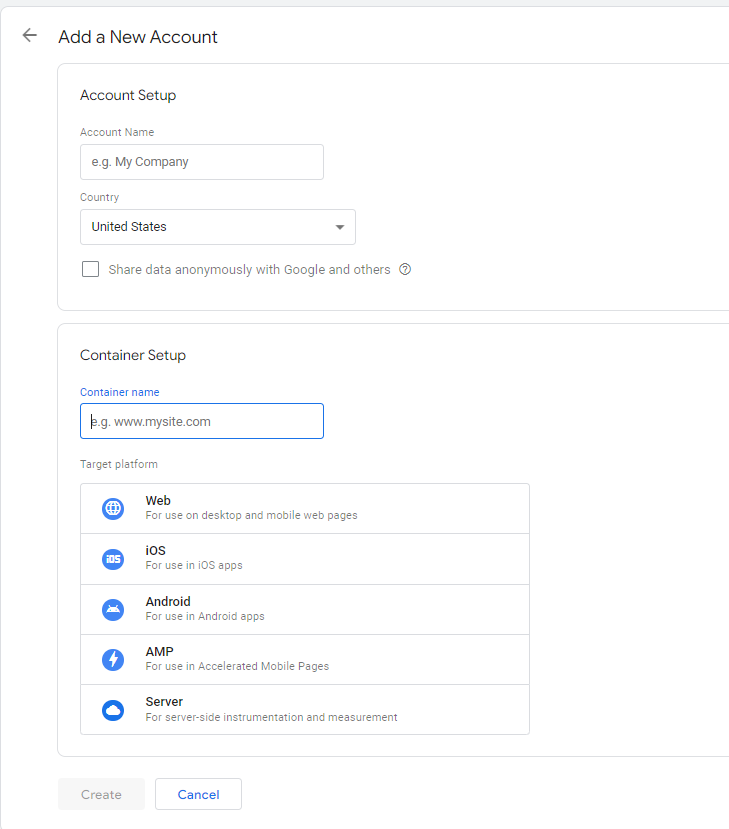 Add a New Account
Account Setup
Account Name
e.g. My Company
Country
United States
Share data anonymously with Google and others
Container Setup
Container name
e.g. www.mysite.com
Target platform
Web
For use on desktop and mobile web pages
iOS
iOS
For use in iOS apps
Android
For use in Android apps
AMP
For use in Accelerated Mobile Pages
Server
For server-side instrumentation and measurement
Create
Cancel